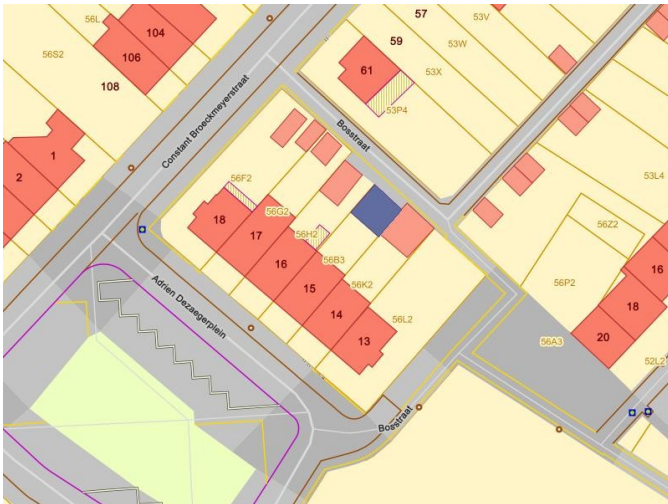 57
53V
56L
104
59
53W
106
56S2
61
53X
108
53P4
Constant Broeckmeyerstraat
Bosstraat
1
2
53L4
56F2
56G2
18
17
56H2
56Z2
16
56B3
16
15
56K2
56P2
Adrien Dezaegerplein
14
56L2
18
13
20
56A3
52L2
Bosstraat